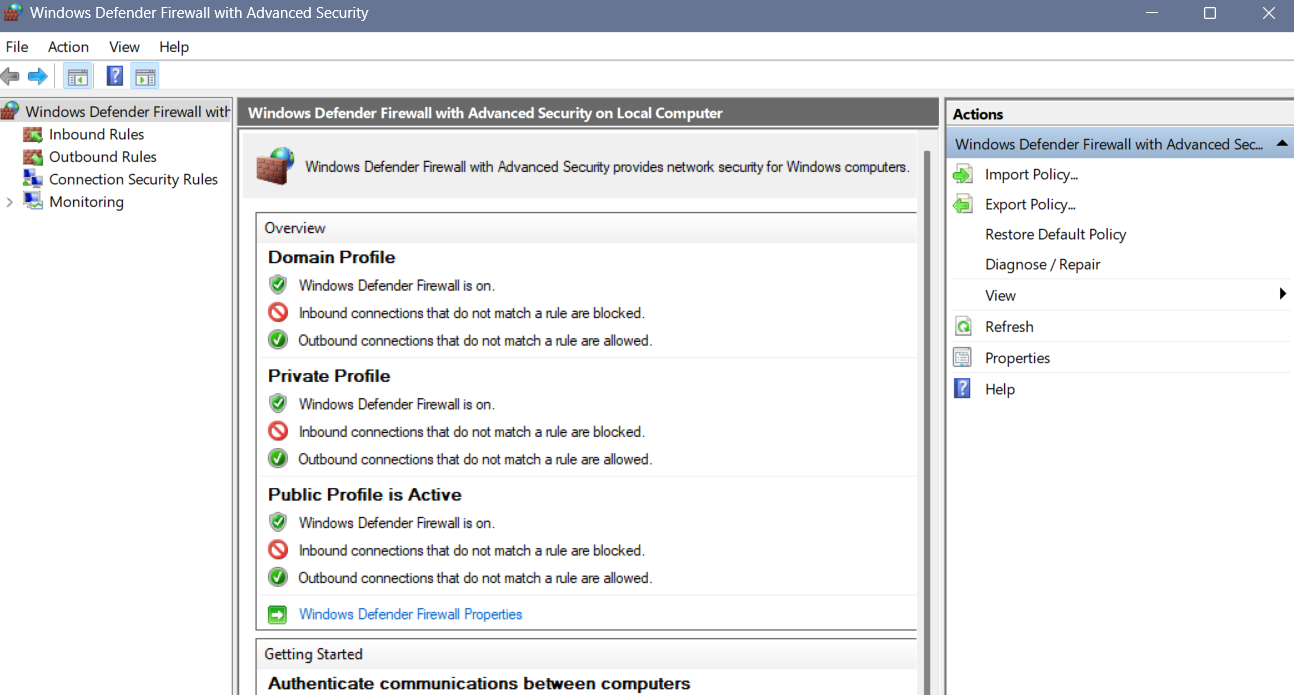 Windows Defender Firewall with Advanced Security
File Action View Help
Windows Defender Firewall with
Inbound Rules
Outbound Rules
Connection Security Rules
Monitoring
Windows Defender Firewall with Advanced Security on Local Computer
Windows Defender Firewall with Advanced Security provides network security for Windows computers.
Overview
Domain Profile
Windows Defender Firewall is on.
Inbound connections that do not match a rule are blocked.
Outbound connections that do not match a rule are allowed.
Private Profile
Windows Defender Firewall is on.
Inbound connections that do not match a rule are blocked.
Outbound connections that do not match a rule are allowed.
Public Profile is Active
Windows Defender Firewall is on.
Inbound connections that do not match a rule are blocked.
Outbound connections that do not match a rule are allowed.
Windows Defender Firewall Properties
Getting Started
Authenticate communications between computers
Actions
Windows Defender Firewall with Advanced Sec...
Import Policy...
Export Policy...
Restore Default Policy
Diagnose / Repair
View
Refresh
Properties
Help